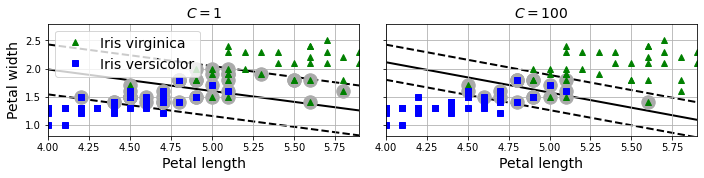 C = 1
C = 100
Iris virginica
Iris versicolor
Petal width
2.5
2.0
1.5
1.0
4.00 4.25 4.50 4.75 5.00 5.25 5.50 5.75
4.00 4.25 4.50 4.75 5.00 5.25 5.50 5.75
Petal length
Petal length